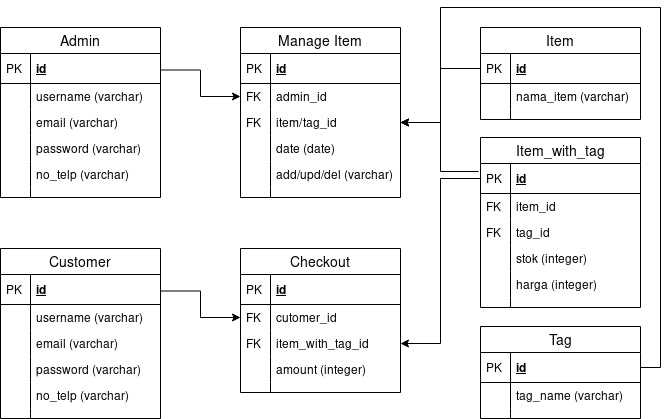 Admin
PK id
username (varchar)
email (varchar)
password (varchar)
no_telp (varchar)
Manage Item
PK id
FK admin_id
FK item/tag_id
date (date)
add/upd/del (varchar)
Item
PK id
nama_item (varchar)
Item_with_tag
PK id
FK item_id
FK tag_id
stok (integer)
harga (integer)
Customer
PK id
username (varchar)
email (varchar)
password (varchar)
no_telp (varchar)
Checkout
PK id
FK cutomer_id
FK item_with_tag_id
amount (integer)
Tag
PK id
tag_name (varchar)